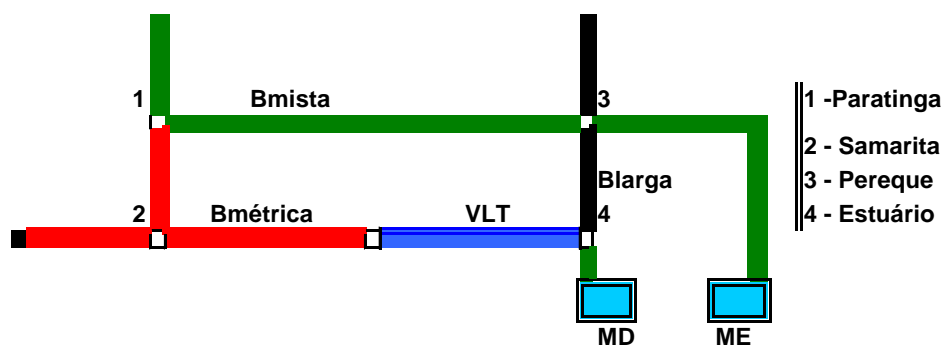 1
Bmista
3
1 -Paratinga
2 - Samarita
Blarga
3 - Pereque
2
Bmétrica
VLT
4
4 - Estuário
MD
ME